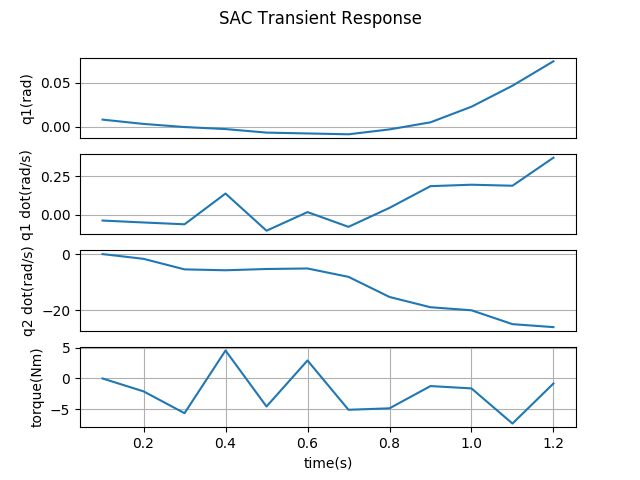 SAC Transient Response
q1(rad)
0.05
0.00
q1 dot(rad/s)
0.25
0.00
q2 dot(rad/s)
0
−20
torque(Nm)
5
0
−5
0.2 0.4 0.6 0.8 1.0 1.2
time(s)